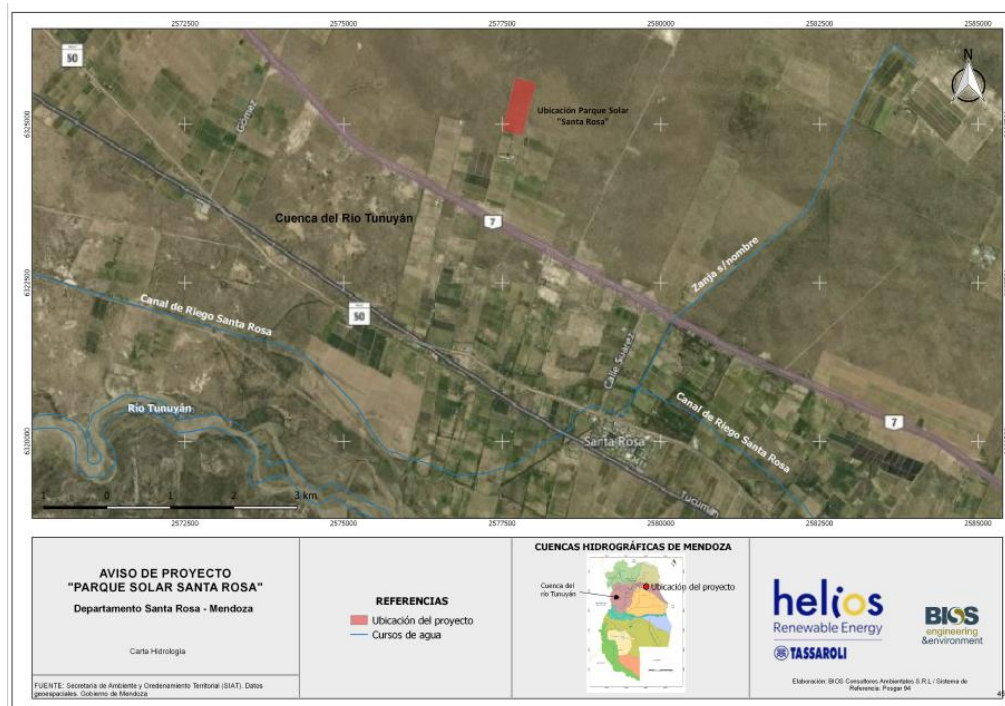 2572500
2575000
2577500
2580000
2582500
2585000
50
N
Ubicación Parque Solar
"Santa Rosa"
Gómez
6325000
Cuenca del Río Tunuyán
7
Zanja s/nombre
6322500
Canal de Riego Santa Rosa
50
Calle Suarez
Río Tunuyán
7
6320000
Santa Rosa
Canal de Riego Santa Rosa
Tucuman
1 0 1 2 3 km
2572500
2575000
2577500
2580000
2582500
2585000
AVISO DE PROYECTO
"PARQUE SOLAR SANTA ROSA"
Departamento Santa Rosa - Mendoza
Carta Hidrología
FUENTE: Secretaría de Ambiente y Oredenamiento Territorial (SIAT). Datos
geoespaciales. Gobierno de Mendoza
REFERENCIAS
Ubicación del proyecto
Cursos de agua
CUENCAS HIDROGRÁFICAS DE MENDOZA
Cuenca del
río Tunuyán
Ubicación del proyecto
helios
Renewable Energy
TASSAROLI
BIOS
engineering
&environment
Elaboración: BIOS Consultores Ambientales S.R.L / Sistema de
Referencia: Posgar 94